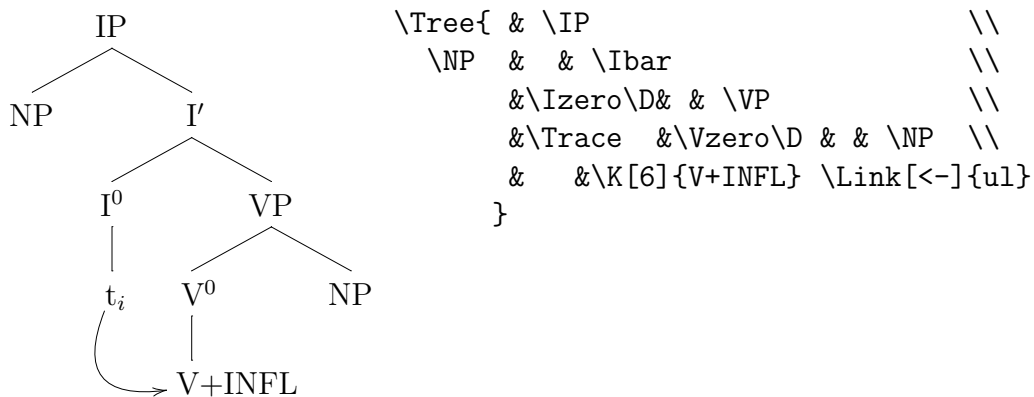 IP
NP I′
I⁰ VP
tᵢ V⁰ NP
V+INFL
\Tree{ & \IP \\
\NP & & \Ibar \\
&\Izero\D& & \VP \\
&\Trace &\Vzero\D & & \NP \\
& &\K[6]{V+INFL} \Link[<-]{ul}
}